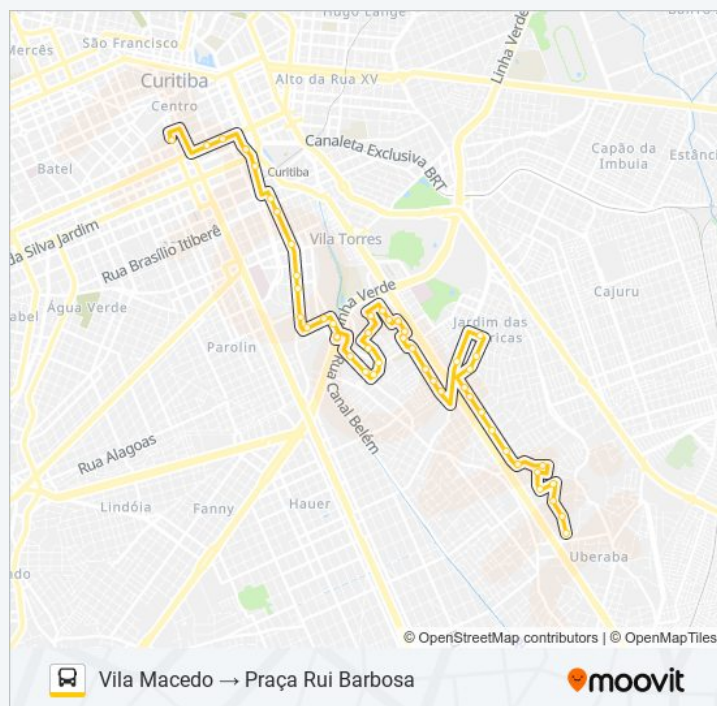 Hugo Lange
Mercês
São Francisco
Linha Verde
Curitiba
Alto da Rua XV
Centro
Canaleta Exclusiva BRT
Capão da
Imbuia
Estânci
Batel
Curitiba
da Silva Jardim
Vila Torres
Rua Brasílio Itiberê
Cajuru
Água Verde
Linha Verde
abel
Jardim das
Parolin
Rua Canal Belém
Rua Alagoas
Hauer
Lindóia
Fanny
Uberaba
ndo
© OpenStreetMap contributors | © OpenMapTiles
Vila Macedo → Praça Rui Barbosa
moovit